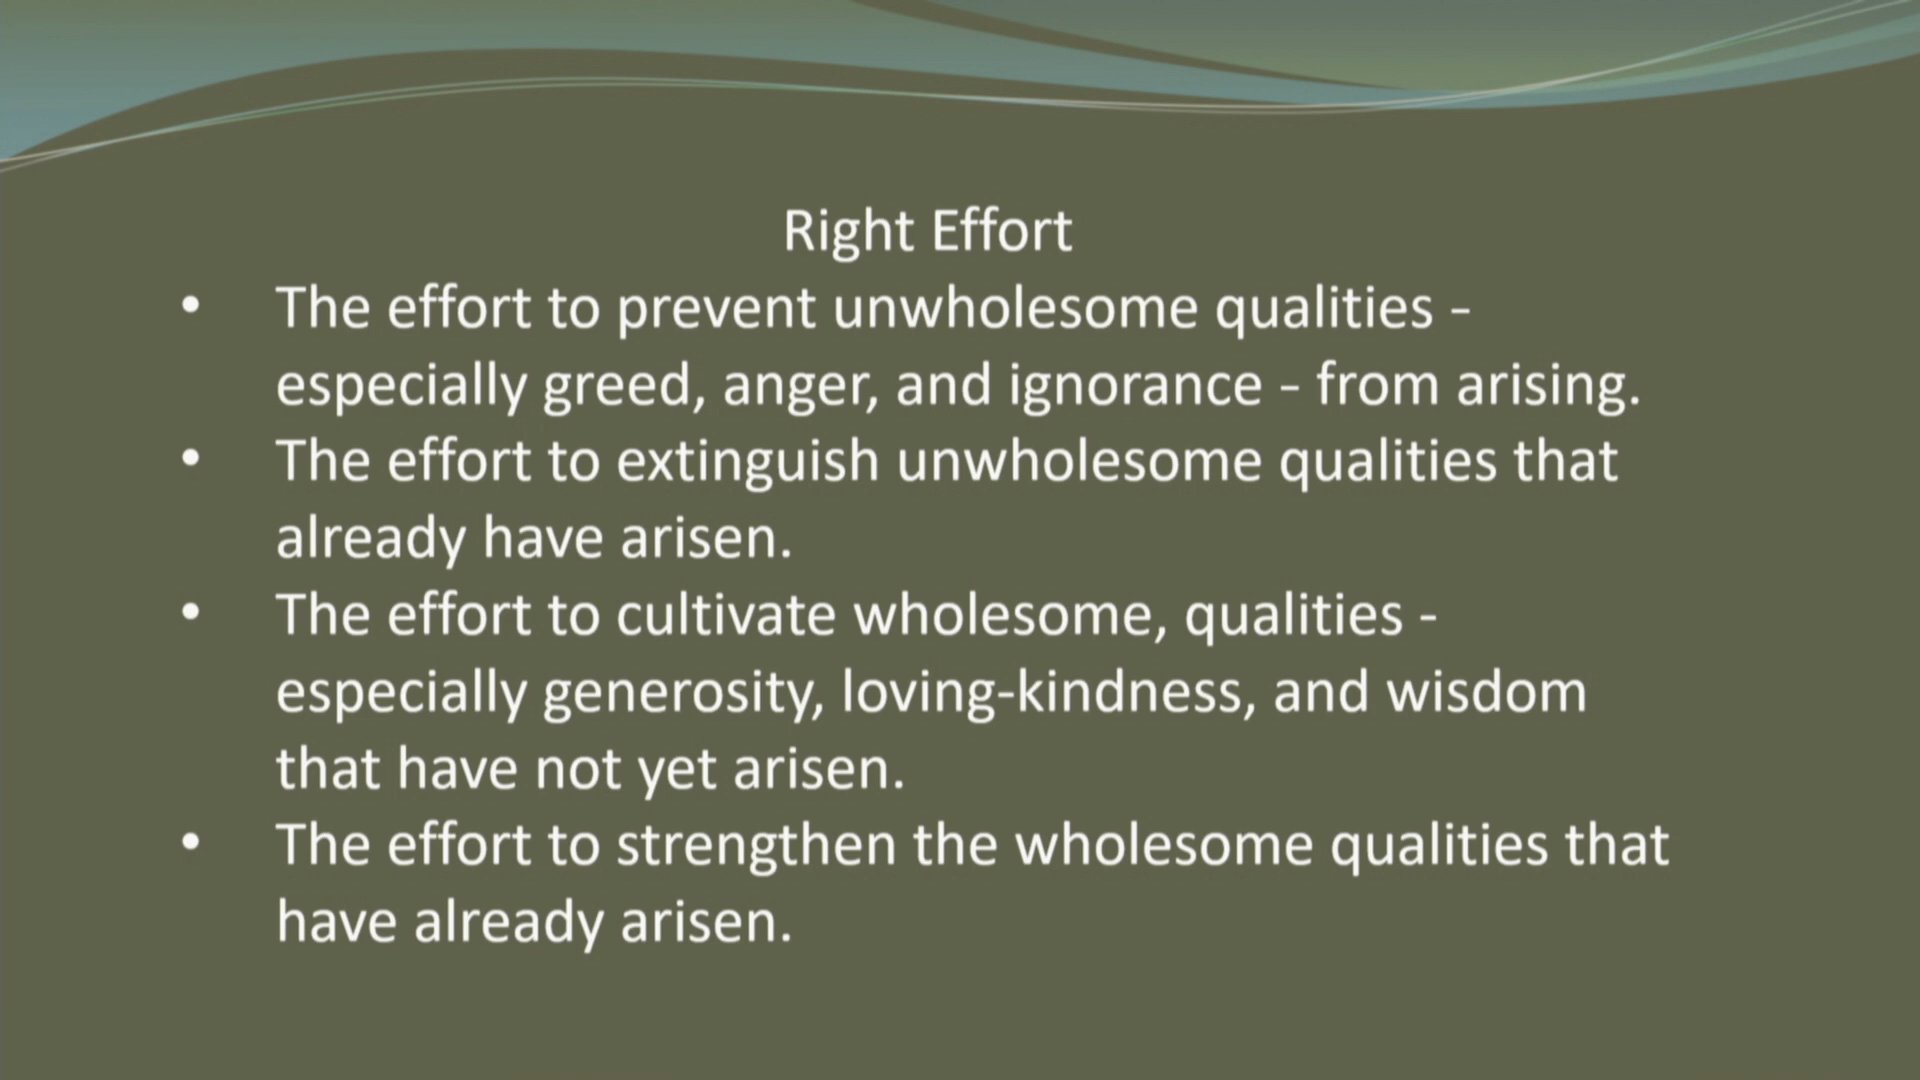 Right Effort
• The effort to prevent unwholesome qualities -
especially greed, anger, and ignorance - from arising.
• The effort to extinguish unwholesome qualities that
already have arisen.
• The effort to cultivate wholesome, qualities -
especially generosity, loving-kindness, and wisdom
that have not yet arisen.
• The effort to strengthen the wholesome qualities that
have already arisen.